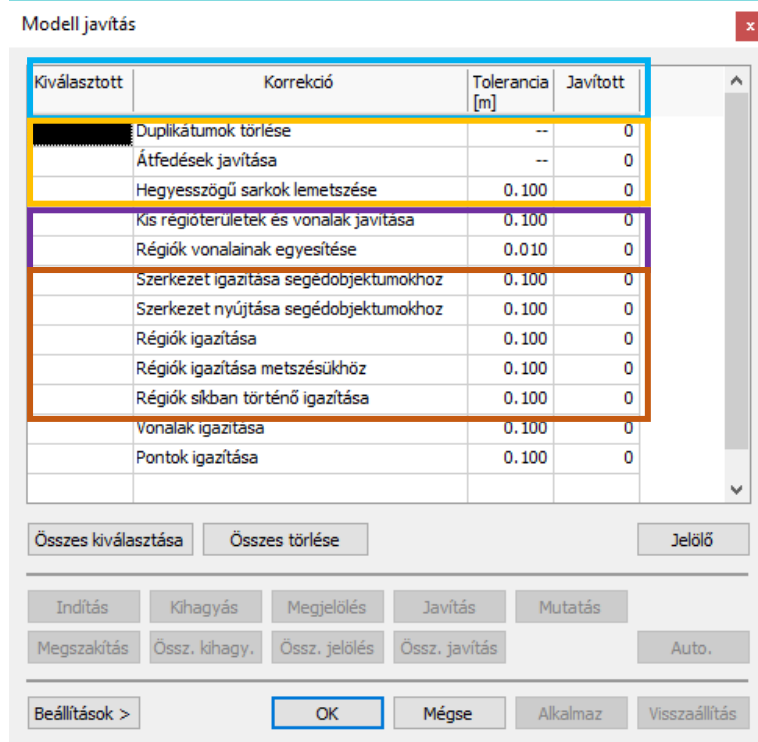 Modell javítás
x
Kiválasztott Korrekció Tolerancia [m] Javított
Duplikátumok törlése -- 0
Átfedések javítása -- 0
Hegyesszögű sarkok lemetszése 0.100 0
Kis régióterületek és vonalak javítása 0.100 0
Régiók vonalainak egyesítése 0.010 0
Szerkezet igazítása segédobjektumokhoz 0.100 0
Szerkezet nyújtása segédobjektumokhoz 0.100 0
Régiók igazítása 0.100 0
Régiók igazítása metszésükhöz 0.100 0
Régiók síkban történő igazítása 0.100 0
Vonalak igazítása 0.100 0
Pontok igazítása 0.100 0
Összes kiválasztása Összes törlése Jelölő
Indítás Kihagyás Megjelölés Javítás Mutatás
Megszakítás Össz. kihagy. Össz. jelölés Össz. javítás Auto.
Beállítások > OK Mégse Alkalmaz Visszaállítás